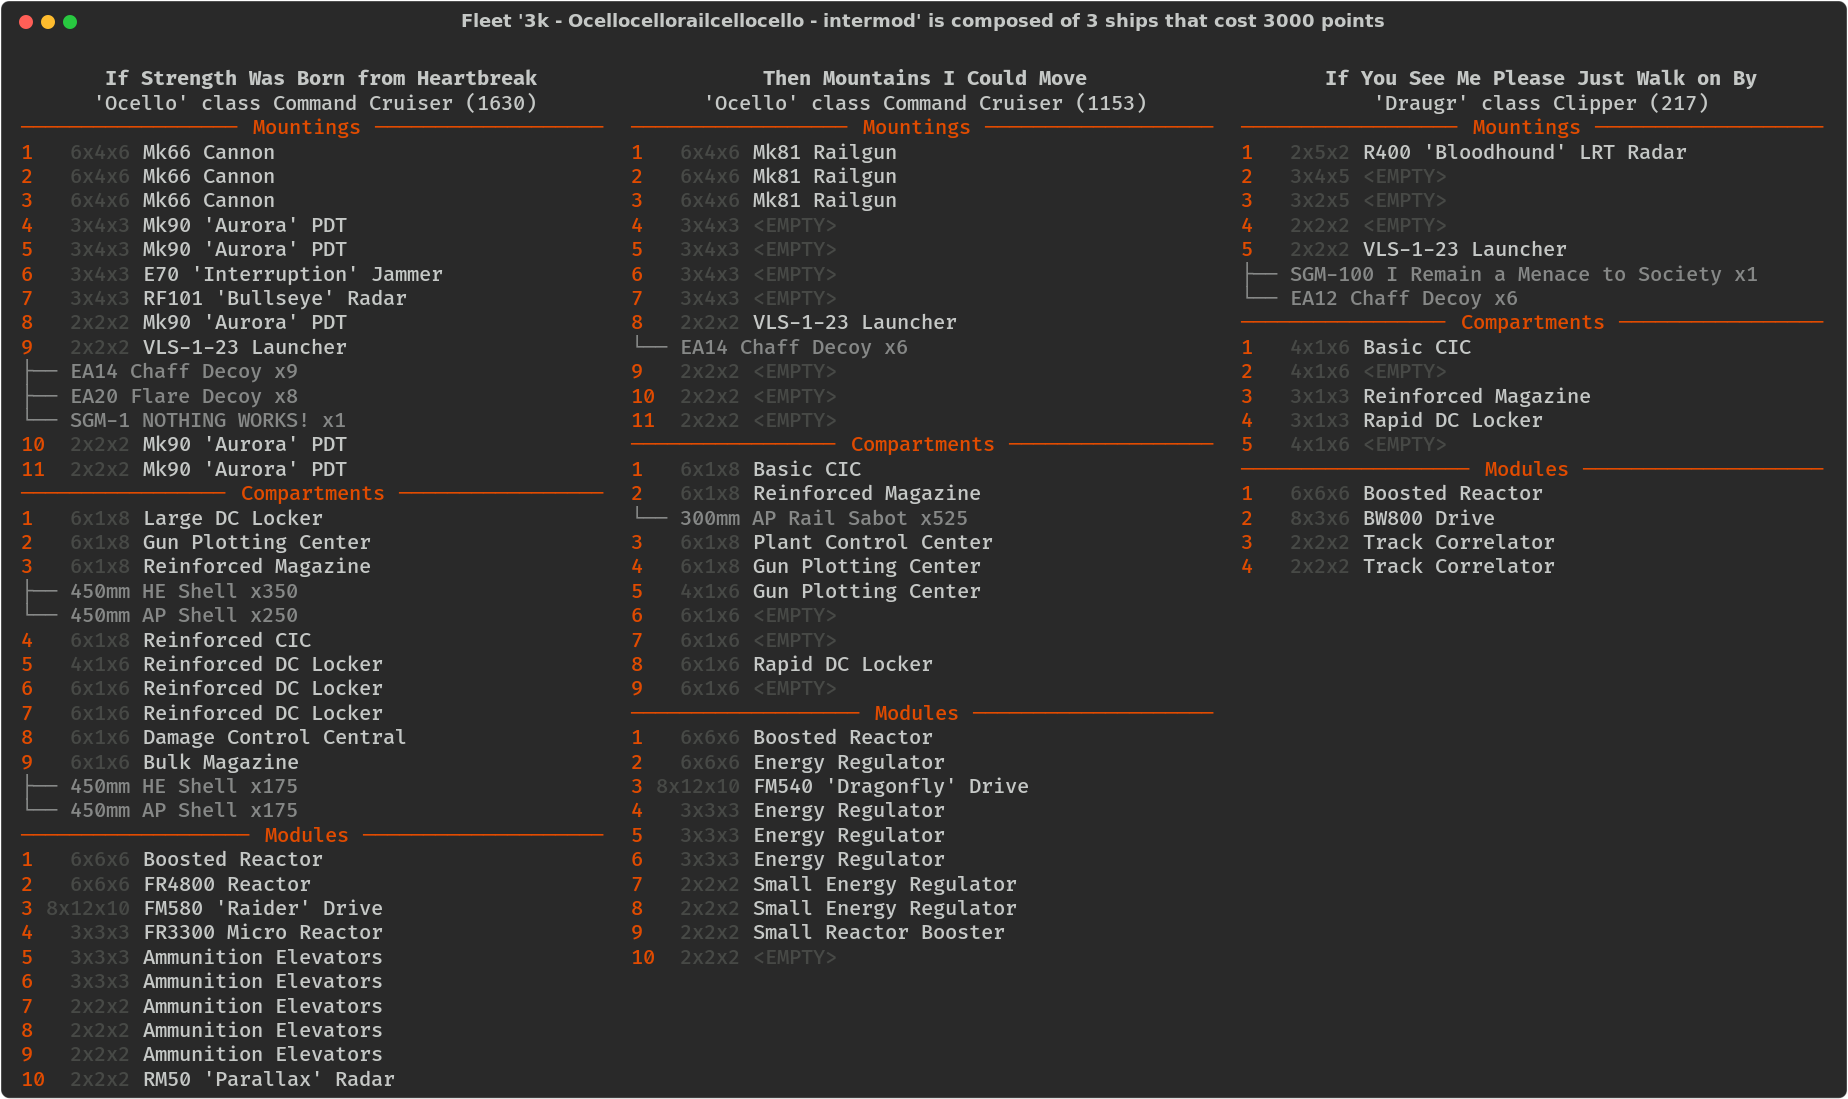 Fleet '3k - Ocellocellorailcellocello - intermod' is composed of 3 ships that cost 3000 points
If Strength Was Born from Heartbreak
'Ocello' class Command Cruiser (1630)
Mountings
1 6x4x6 Mk66 Cannon
2 6x4x6 Mk66 Cannon
3 6x4x6 Mk66 Cannon
4 3x4x3 Mk90 'Aurora' PDT
5 3x4x3 Mk90 'Aurora' PDT
6 3x4x3 E70 'Interruption' Jammer
7 3x4x3 RF101 'Bullseye' Radar
8 2x2x2 Mk90 'Aurora' PDT
9 2x2x2 VLS-1-23 Launcher
├── EA14 Chaff Decoy x9
├── EA20 Flare Decoy x8
└── SGM-1 NOTHING WORKS! x1
10 2x2x2 Mk90 'Aurora' PDT
11 2x2x2 Mk90 'Aurora' PDT
Compartments
1 6x1x8 Large DC Locker
2 6x1x8 Gun Plotting Center
3 6x1x8 Reinforced Magazine
├── 450mm HE Shell x350
└── 450mm AP Shell x250
4 6x1x8 Reinforced CIC
5 4x1x6 Reinforced DC Locker
6 6x1x6 Reinforced DC Locker
7 6x1x6 Reinforced DC Locker
8 6x1x6 Damage Control Central
9 6x1x6 Bulk Magazine
├── 450mm HE Shell x175
└── 450mm AP Shell x175
Modules
1 6x6x6 Boosted Reactor
2 6x6x6 FR4800 Reactor
3 8x12x10 FM580 'Raider' Drive
4 3x3x3 FR3300 Micro Reactor
5 3x3x3 Ammunition Elevators
6 3x3x3 Ammunition Elevators
7 2x2x2 Ammunition Elevators
8 2x2x2 Ammunition Elevators
9 2x2x2 Ammunition Elevators
10 2x2x2 RM50 'Parallax' Radar
Then Mountains I Could Move
'Ocello' class Command Cruiser (1153)
Mountings
1 6x4x6 Mk81 Railgun
2 6x4x6 Mk81 Railgun
3 6x4x6 Mk81 Railgun
4 3x4x3 <EMPTY>
5 3x4x3 <EMPTY>
6 3x4x3 <EMPTY>
7 3x4x3 <EMPTY>
8 2x2x2 VLS-1-23 Launcher
└── EA14 Chaff Decoy x6
9 2x2x2 <EMPTY>
10 2x2x2 <EMPTY>
11 2x2x2 <EMPTY>
Compartments
1 6x1x8 Basic CIC
2 6x1x8 Reinforced Magazine
└── 300mm AP Rail Sabot x525
3 6x1x8 Plant Control Center
4 6x1x8 Gun Plotting Center
5 4x1x6 Gun Plotting Center
6 6x1x6 <EMPTY>
7 6x1x6 <EMPTY>
8 6x1x6 Rapid DC Locker
9 6x1x6 <EMPTY>
Modules
1 6x6x6 Boosted Reactor
2 6x6x6 Energy Regulator
3 8x12x10 FM540 'Dragonfly' Drive
4 3x3x3 Energy Regulator
5 3x3x3 Energy Regulator
6 3x3x3 Energy Regulator
7 2x2x2 Small Energy Regulator
8 2x2x2 Small Energy Regulator
9 2x2x2 Small Reactor Booster
10 2x2x2 <EMPTY>
If You See Me Please Just Walk on By
'Draugr' class Clipper (217)
Mountings
1 2x5x2 R400 'Bloodhound' LRT Radar
2 3x4x5 <EMPTY>
3 3x2x5 <EMPTY>
4 2x2x2 <EMPTY>
5 2x2x2 VLS-1-23 Launcher
├── SGM-100 I Remain a Menace to Society x1
└── EA12 Chaff Decoy x6
Compartments
1 4x1x6 Basic CIC
2 4x1x6 <EMPTY>
3 3x1x3 Reinforced Magazine
4 3x1x3 Rapid DC Locker
5 4x1x6 <EMPTY>
Modules
1 6x6x6 Boosted Reactor
2 8x3x6 BW800 Drive
3 2x2x2 Track Correlator
4 2x2x2 Track Correlator